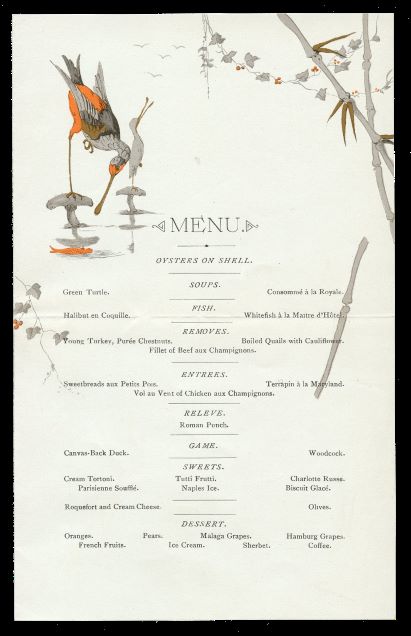 MENU.
OYSTERS ON SHELL.
SOUPS.
Green Turtle. Consommé à la Royale.
FISH.
Halibut en Coquille. Whitefish à la Maitre d'Hôtel.
REMOVES.
Young Turkey, Purée Chestnuts. Boiled Quails with Cauliflower.
Fillet of Beef aux Champignons.
ENTREES.
Sweetbreads aux Petits Pois. Terrapin à la Maryland.
Vol au Vent of Chicken aux Champignons.
RELEVE.
Roman Punch.
GAME.
Canvas-Back Duck. Woodcock.
SWEETS.
Cream Tortoni. Tutti Frutti. Charlotte Russe.
Parisienne Soufflé. Naples Ice. Biscuit Glacé.
Roquefort and Cream Cheese. Olives.
DESSERT.
Oranges. Pears. Malaga Grapes. Hamburg Grapes.
French Fruits. Ice Cream. Sherbet. Coffee.